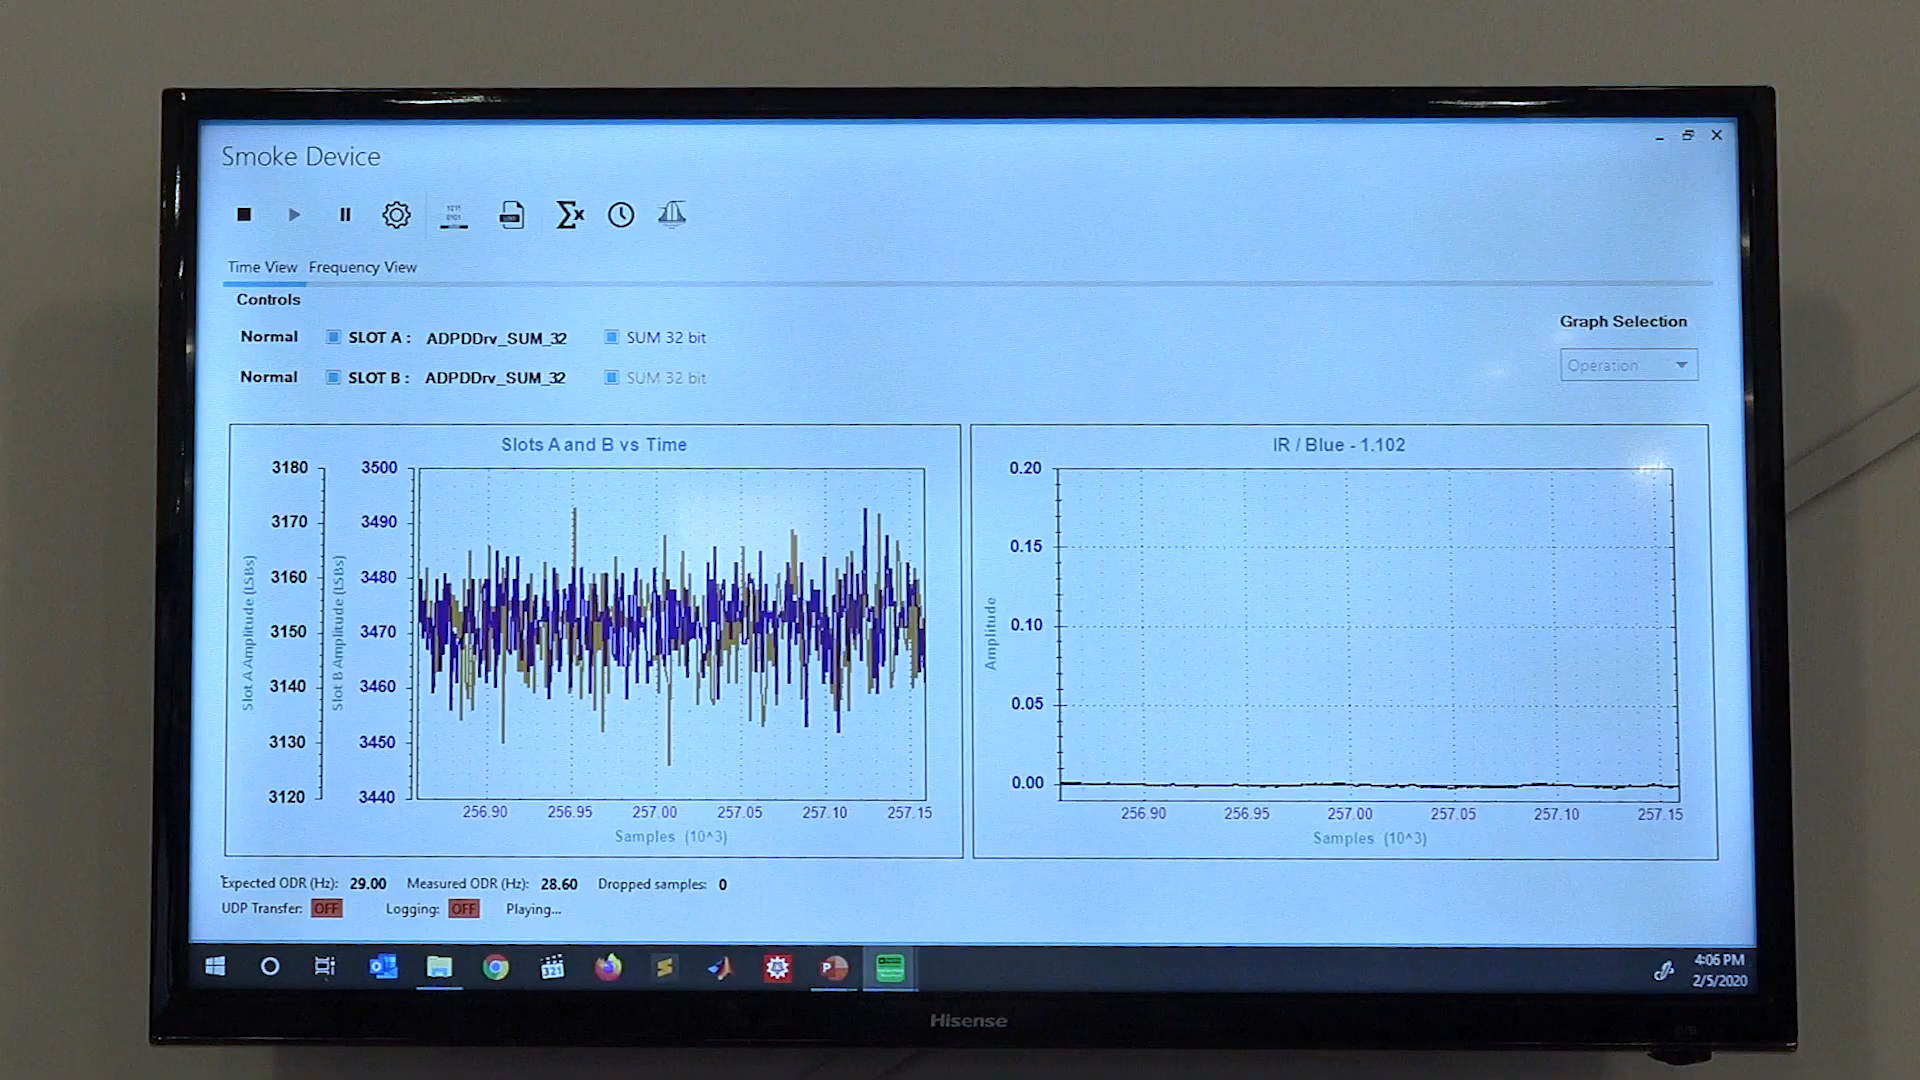 Smoke Device
Time View Frequency View
Controls
Normal SLOT A : ADPDDrv_SUM_32 SUM 32 bit
Normal SLOT B : ADPDDrv_SUM_32 SUM 32 bit
Graph Selection
Operation
Slots A and B vs Time
3180 3500
3170 3490
3160 3480
3150 3470
3140 3460
3130 3450
3120 3440
Slot A Amplitude (LSBs)
Slot B Amplitude (LSBs)
256.90 256.95 257.00 257.05 257.10 257.15
Samples (10^3)
IR / Blue - 1.102
0.20
0.15
0.10
0.05
0.00
Amplitude
256.90 256.95 257.00 257.05 257.10 257.15
Samples (10^3)
Expected ODR (Hz): 29.00 Measured ODR (Hz): 28.60 Dropped samples: 0
UDP Transfer: OFF Logging: OFF Playing...
321
4:06 PM
2/5/2020
Hisense